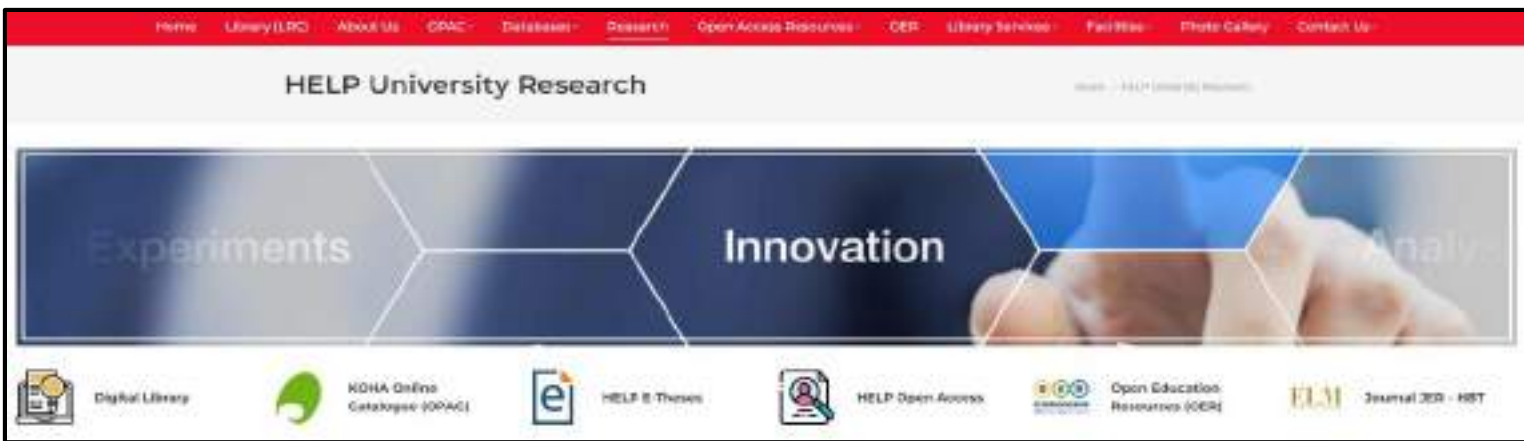 Home Library (LRC) About Us OPAC Databases Research Open Access Resources OER Library Services Facilities Photo Gallery Contact Us
HELP University Research
Experiments
Innovation
Analy
Digital Library
KOHA Online
Catalogue (OPAC)
e
HELP E-Theses
HELP Open Access
Open Education
Resources (OER)
ELM
Journal JER - HBT